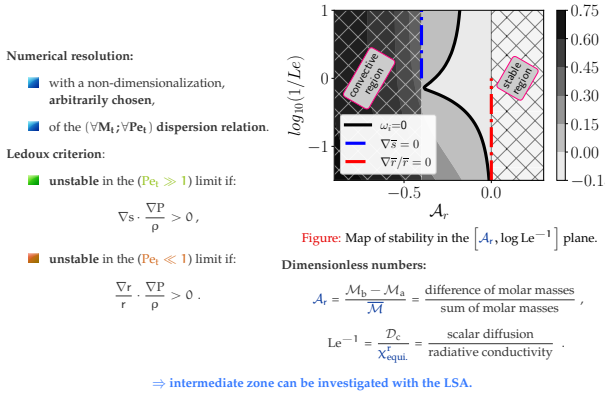 Numerical resolution:
with a non-dimensionalization,
arbitrarily chosen,
of the (∀M_t;∀Pe_t) dispersion relation.
Ledoux criterion:
unstable in the (Pe_t ≫ 1) limit if:
∇s · ∇P/ρ > 0 ,
unstable in the (Pe_t ≪ 1) limit if:
∇r/r · ∇P/ρ > 0 .
log₁₀(1/Le)
1
0
−1
convective
region
stable
region
ω_i=0
∇s̅ = 0
∇r̅/r̅ = 0
−0.5
0.0
𝒜_r
0.75
0.60
0.45
0.30
0.15
0.00
−0.1
Figure: Map of stability in the [𝒜_r, log Le⁻¹] plane.
Dimensionless numbers:
𝒜_r = (ℳ_b − ℳ_a)/ℳ̅ = difference of molar masses/sum of molar masses ,
Le⁻¹ = 𝒟_c/χ^r_equi. = scalar diffusion/radiative conductivity .
⇒ intermediate zone can be investigated with the LSA.